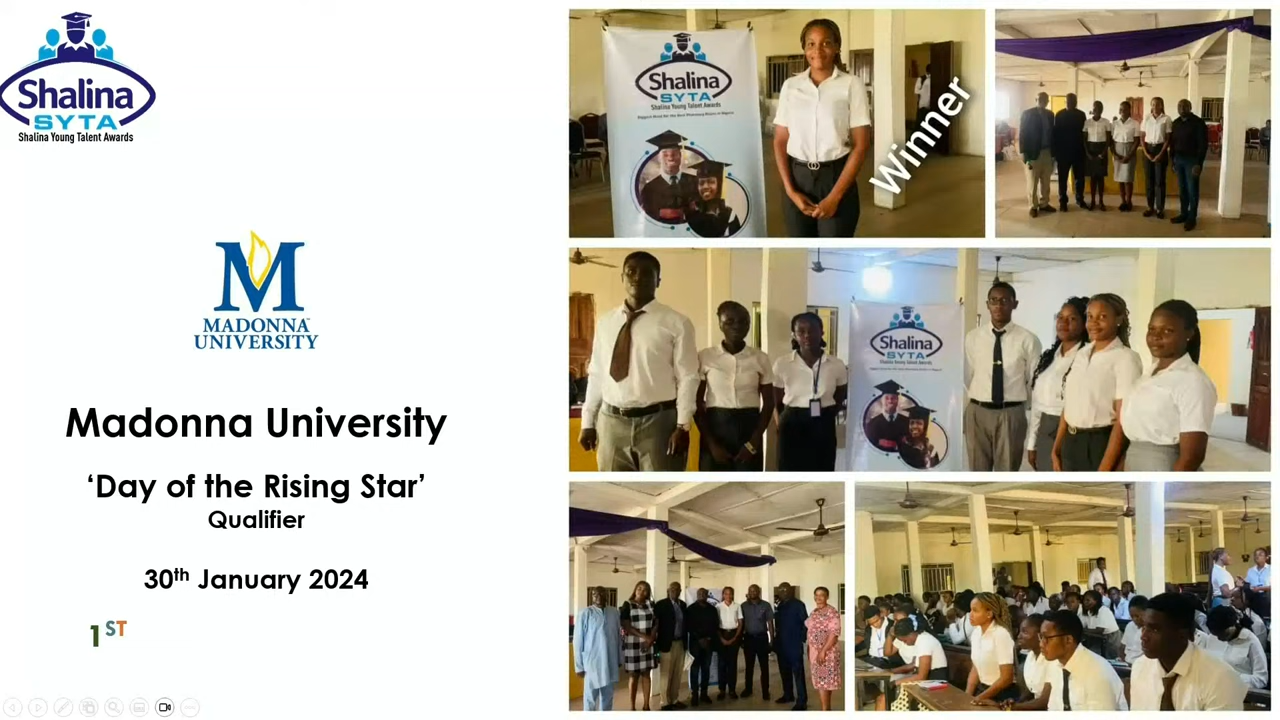 Shalina
SYTA
Shalina Young Talent Awards
M
MADONNA
UNIVERSITY
Madonna University
‘Day of the Rising Star’
Qualifier
30th January 2024
1ST
Shalina
SYTA
Shalina Young Talent Awards
Winner
Shalina
SYTA
Shalina Young Talent Awards